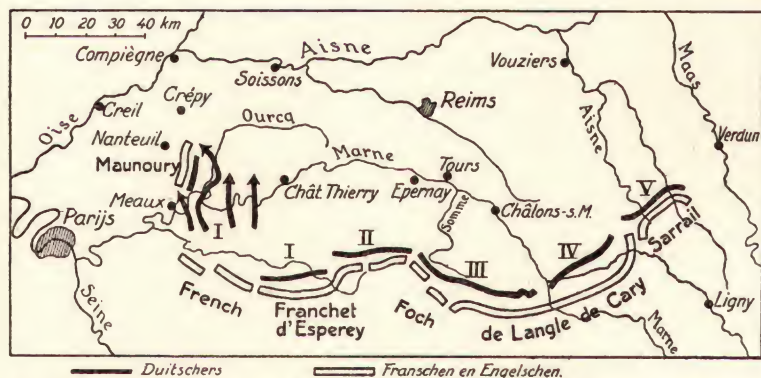 0 10 20 30 40 km
Compiègne
Aisne
Soissons
Vouziers
Maas
Creil
Crépy
Oise
Reims
Aisne
Ourcq
Nanteuil
Maunoury
Marne
Tours
Verdun
Meaux
Chât. Thierry
Epernay
Châlons-s.M.
V
Sarrail
Parijs
I
Somme
I
II
III
IV
French
Franchet
d'Esperey
Foch
de Langle de Cary
Ligny
Seine
Marne
Duitschers
Franschen en Engelschen.